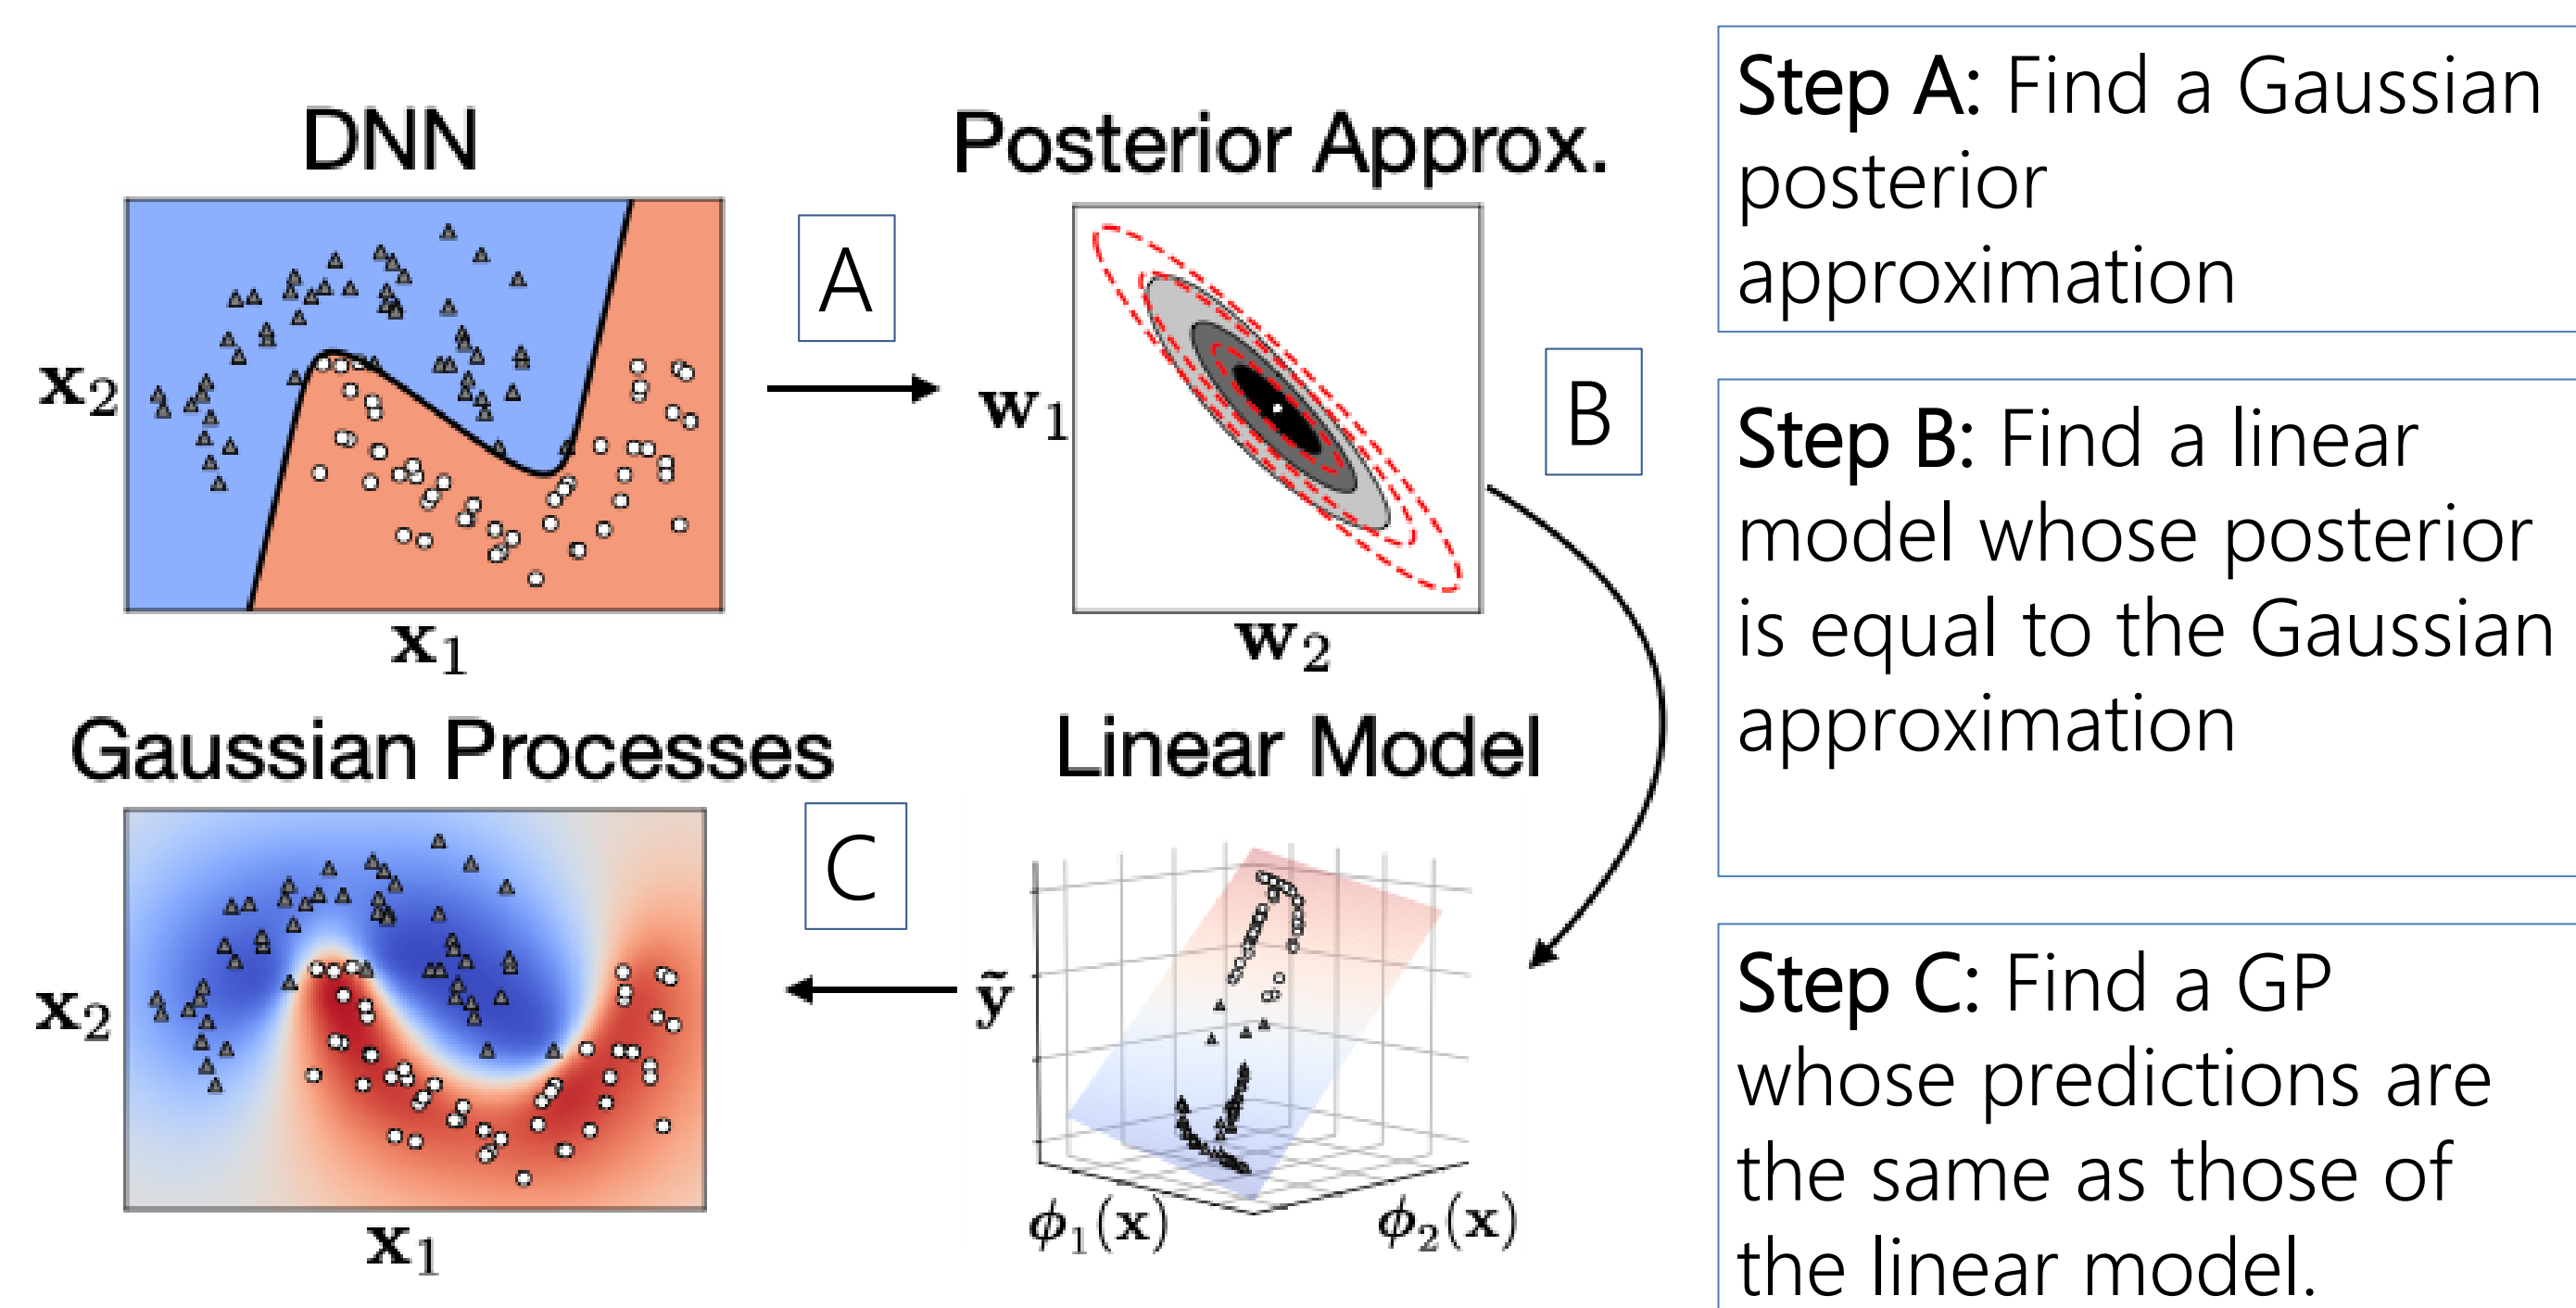 DNN
x₂
x₁
A
Posterior Approx.
w₁
w₂
B
Gaussian Processes
x₂
x₁
C
Linear Model
ỹ
ϕ₁(x)
ϕ₂(x)
Step A: Find a Gaussian
posterior
approximation
Step B: Find a linear
model whose posterior
is equal to the Gaussian
approximation
Step C: Find a GP
whose predictions are
the same as those of
the linear model.